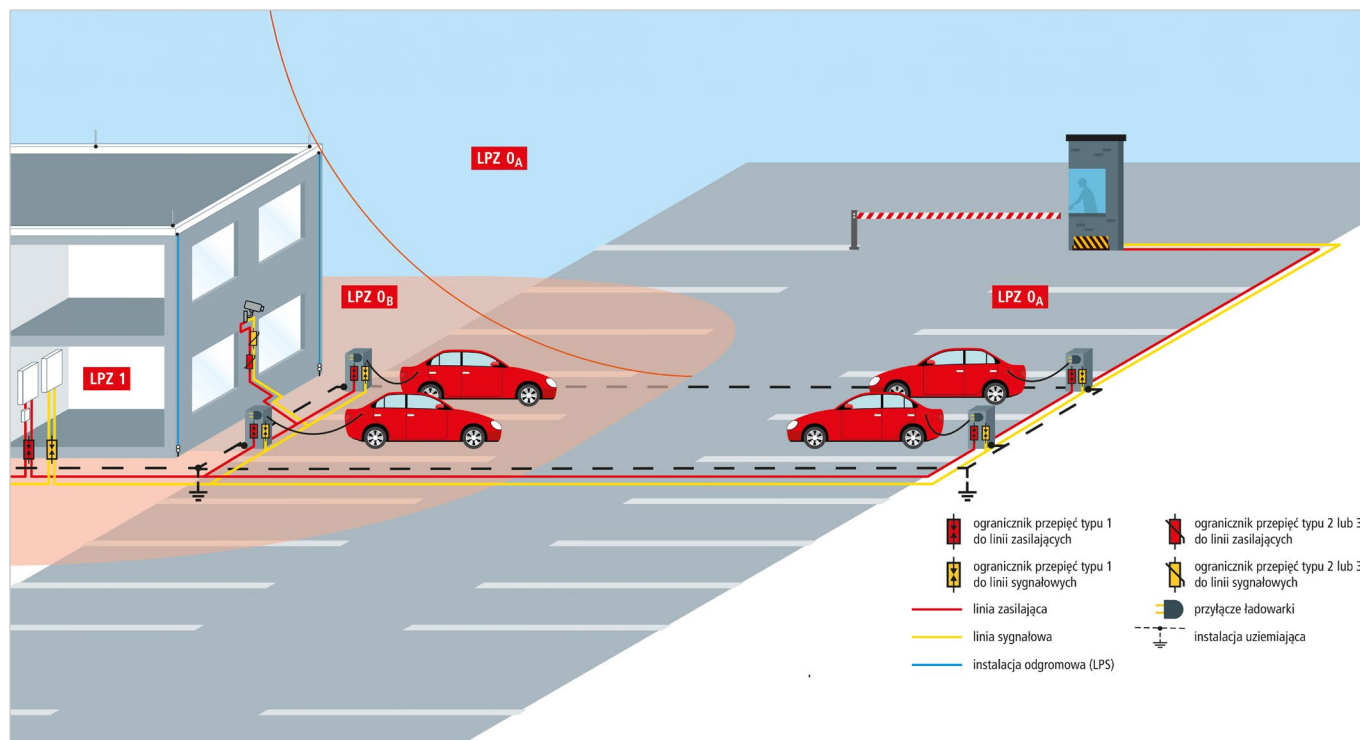 LPZ 0A
LPZ 0B
LPZ 0A
LPZ 1
ogranicznik przepięć typu 1
do linii zasilających
ogranicznik przepięć typu 2 lub 3
do linii zasilających
ogranicznik przepięć typu 1
do linii sygnałowych
ogranicznik przepięć typu 2 lub 3
do linii sygnałowych
linia zasilająca
przyłącze ładowarki
linia sygnałowa
instalacja uziemiająca
instalacja odgromowa (LPS)